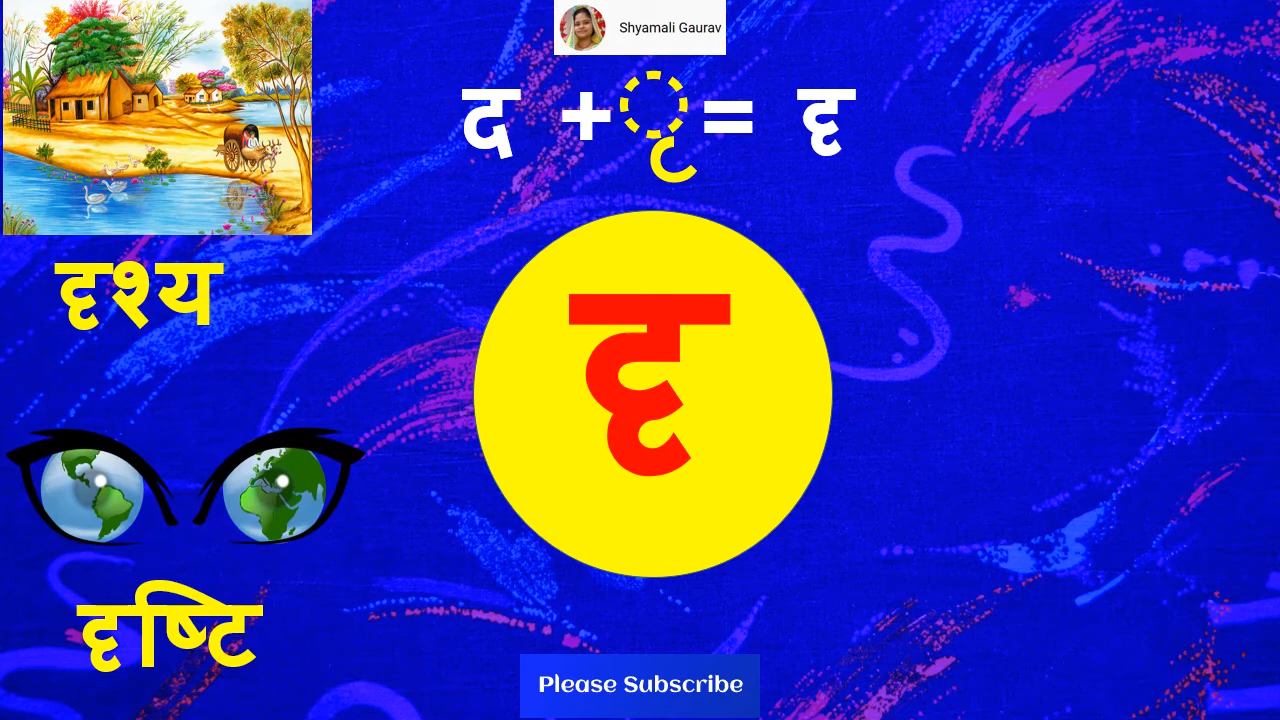 Shyamali Gaurav
द + ृ = दृ
दृ
दृश्य
दृष्टि
Please Subscribe